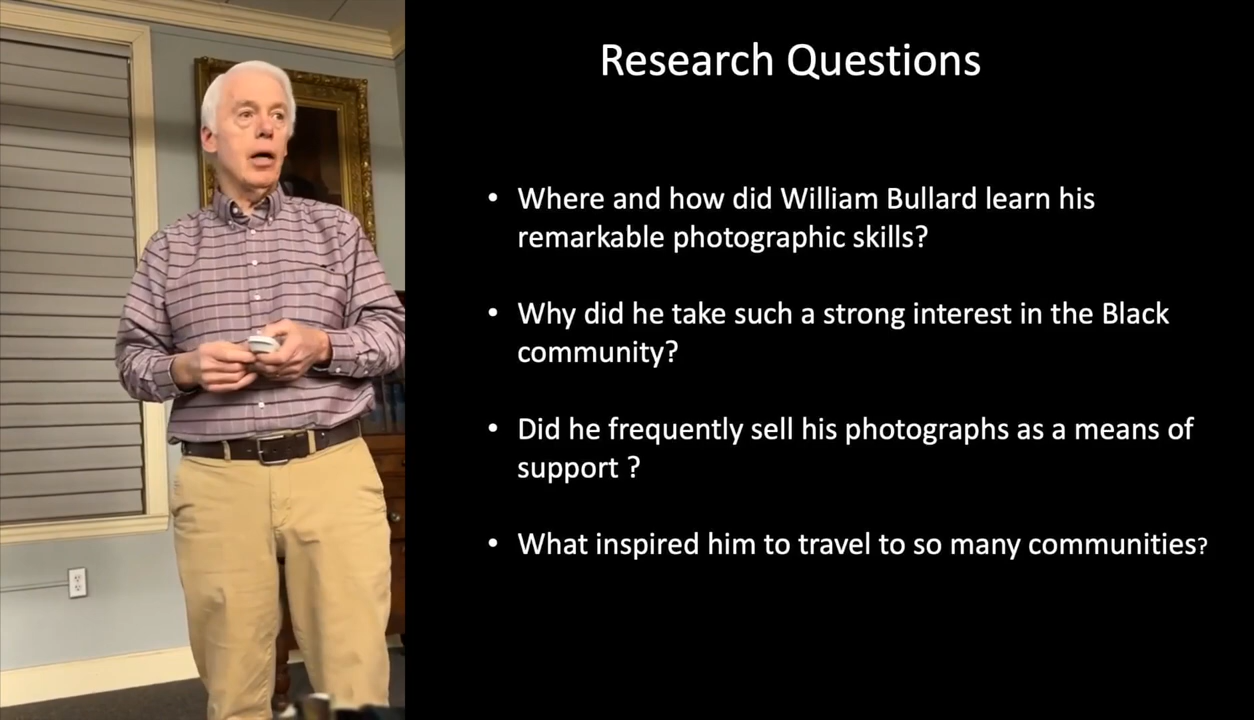 Research Questions
• Where and how did William Bullard learn his
remarkable photographic skills?
• Why did he take such a strong interest in the Black
community?
• Did he frequently sell his photographs as a means of
support ?
• What inspired him to travel to so many communities?